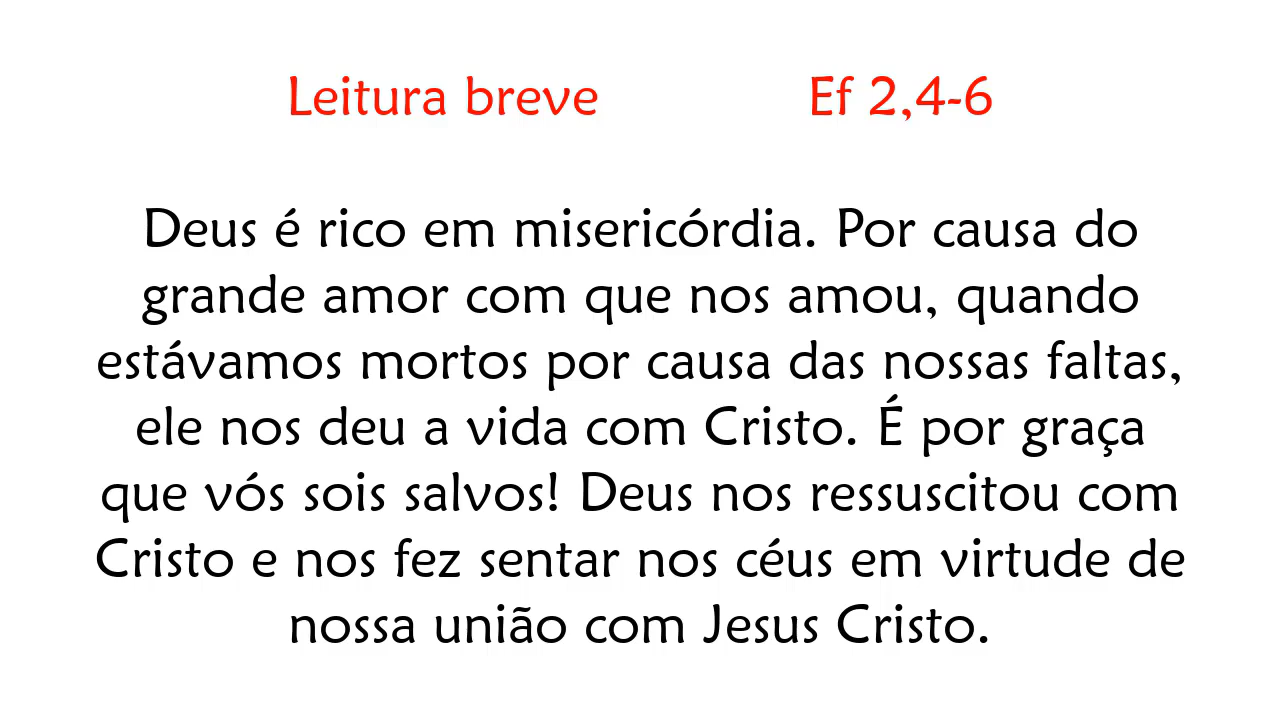 Leitura breve Ef 2,4-6
Deus é rico em misericórdia. Por causa do
grande amor com que nos amou, quando
estávamos mortos por causa das nossas faltas,
ele nos deu a vida com Cristo. É por graça
que vós sois salvos! Deus nos ressuscitou com
Cristo e nos fez sentar nos céus em virtude de
nossa união com Jesus Cristo.